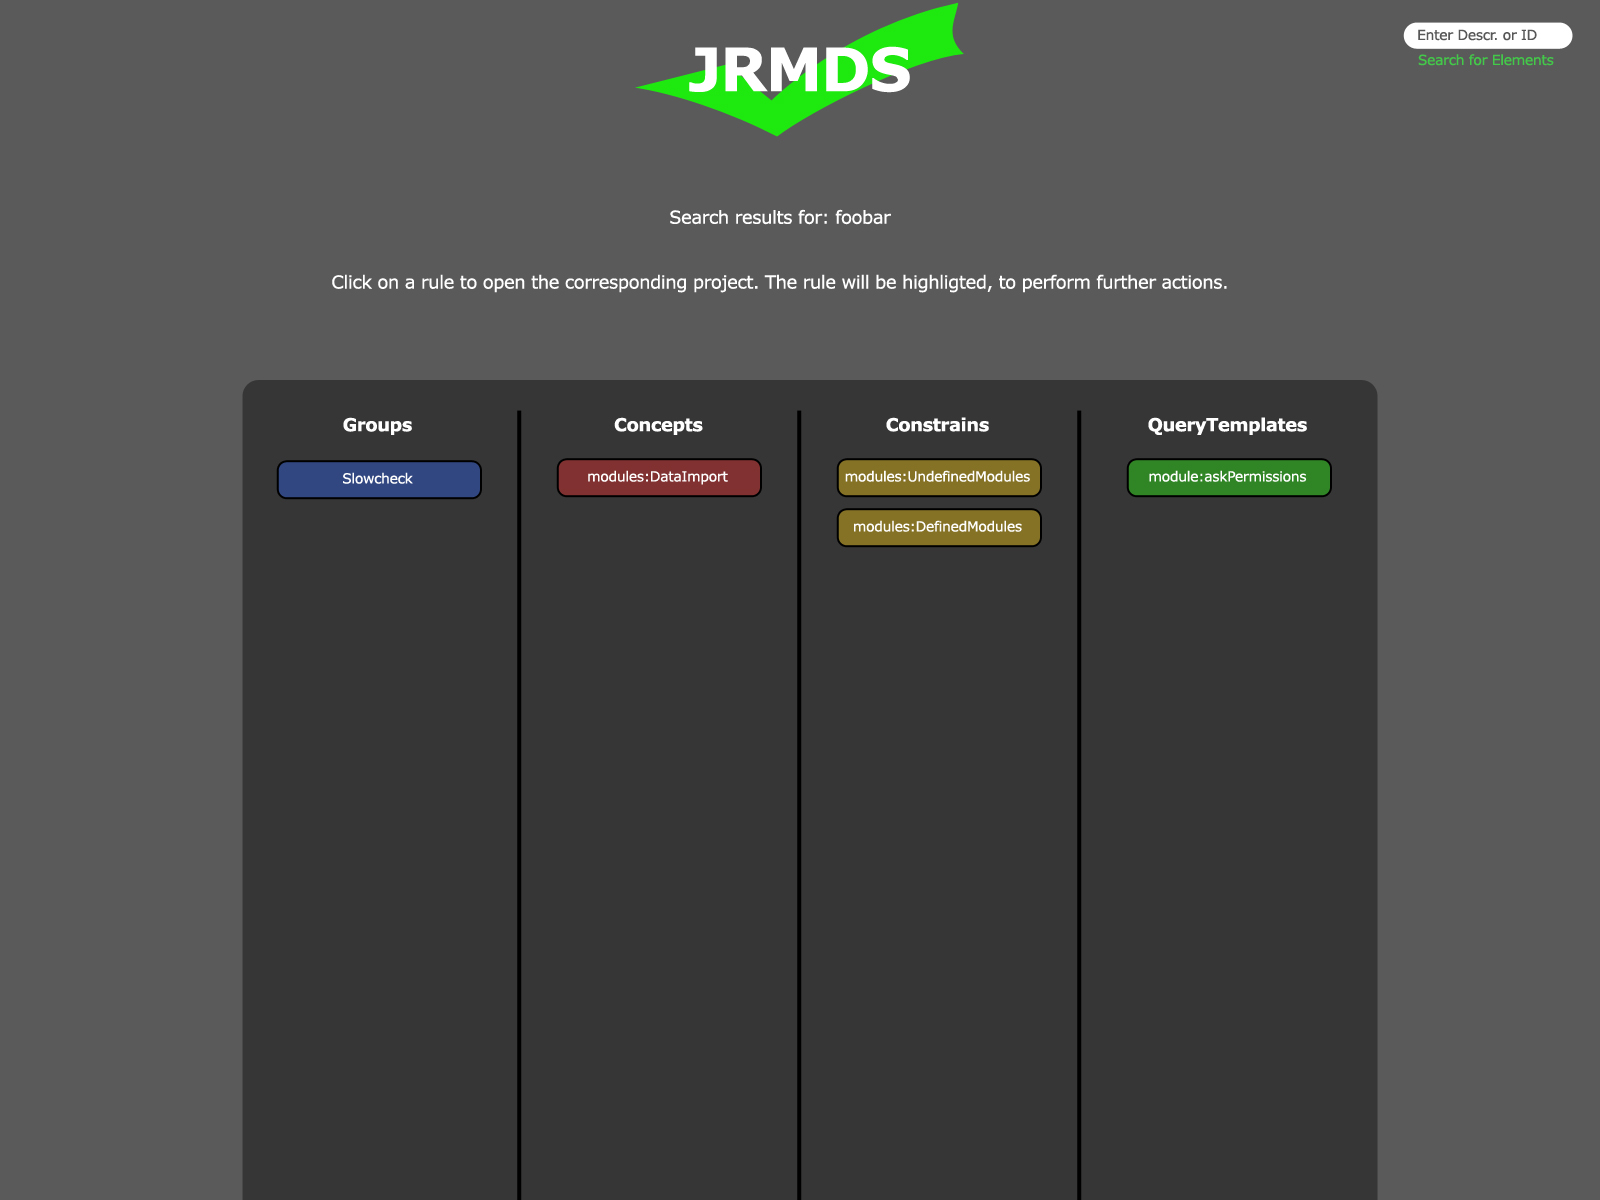 JRMDS
Enter Descr. or ID
Search for Elements
Search results for: foobar
Click on a rule to open the corresponding project. The rule will be highligted, to perform further actions.
Groups
Slowcheck
Concepts
modules:DataImport
Constrains
modules:UndefinedModules
modules:DefinedModules
QueryTemplates
module:askPermissions